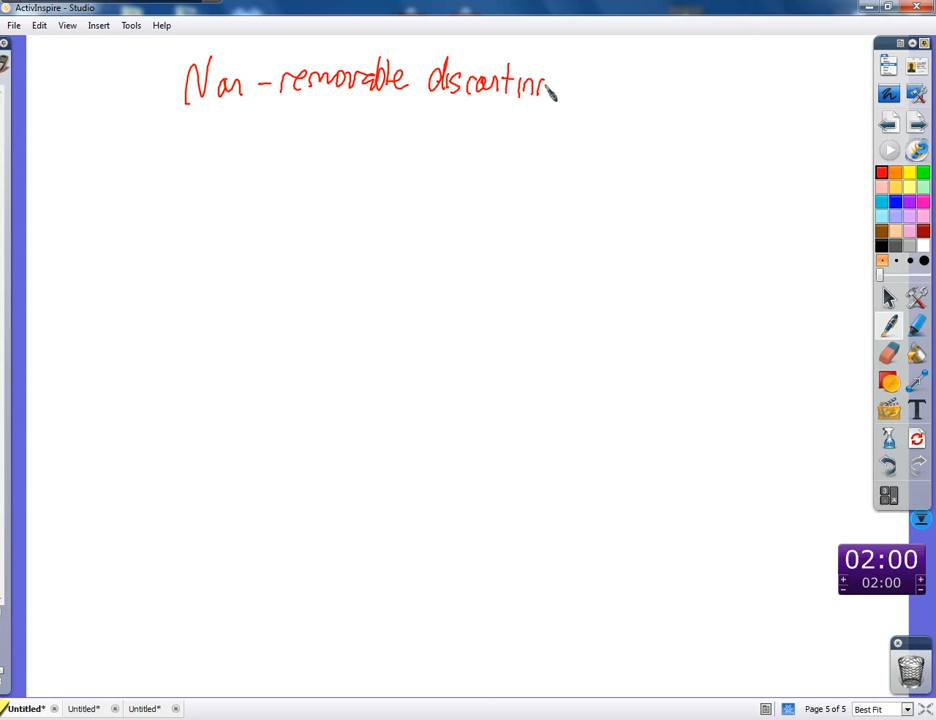 ActivInspire - Studio
File Edit View Insert Tools Help
Non - removable discontin
02:00
02:00
Untitled* Untitled* Untitled* Page 5 of 5 Best Fit